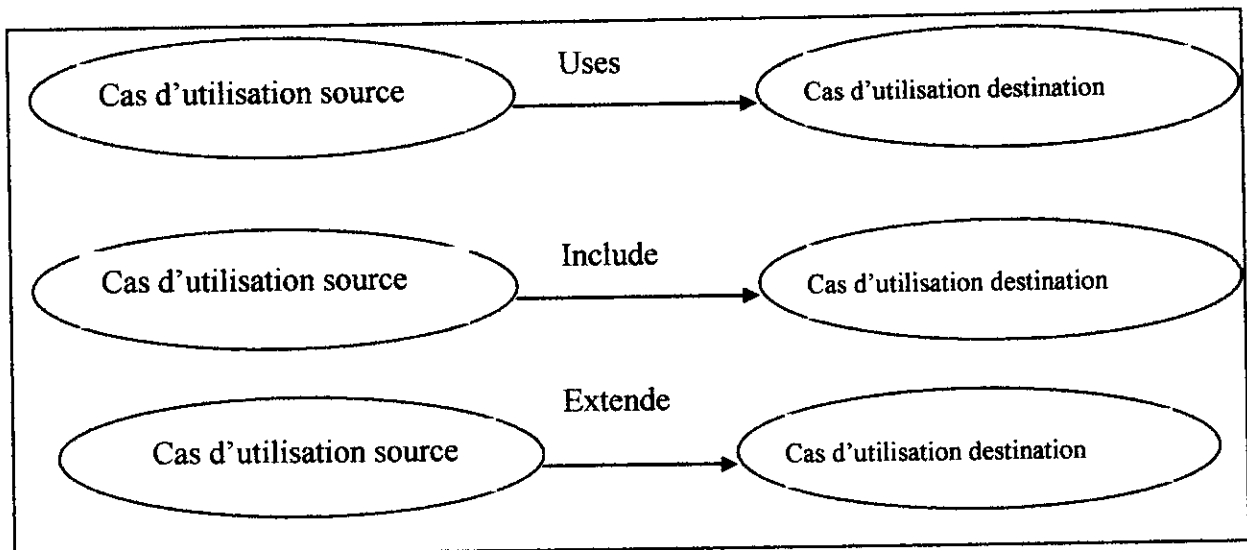 Uses
Cas d'utilisation source
Cas d'utilisation destination
Include
Cas d'utilisation source
Cas d'utilisation destination
Extende
Cas d'utilisation source
Cas d'utilisation destination